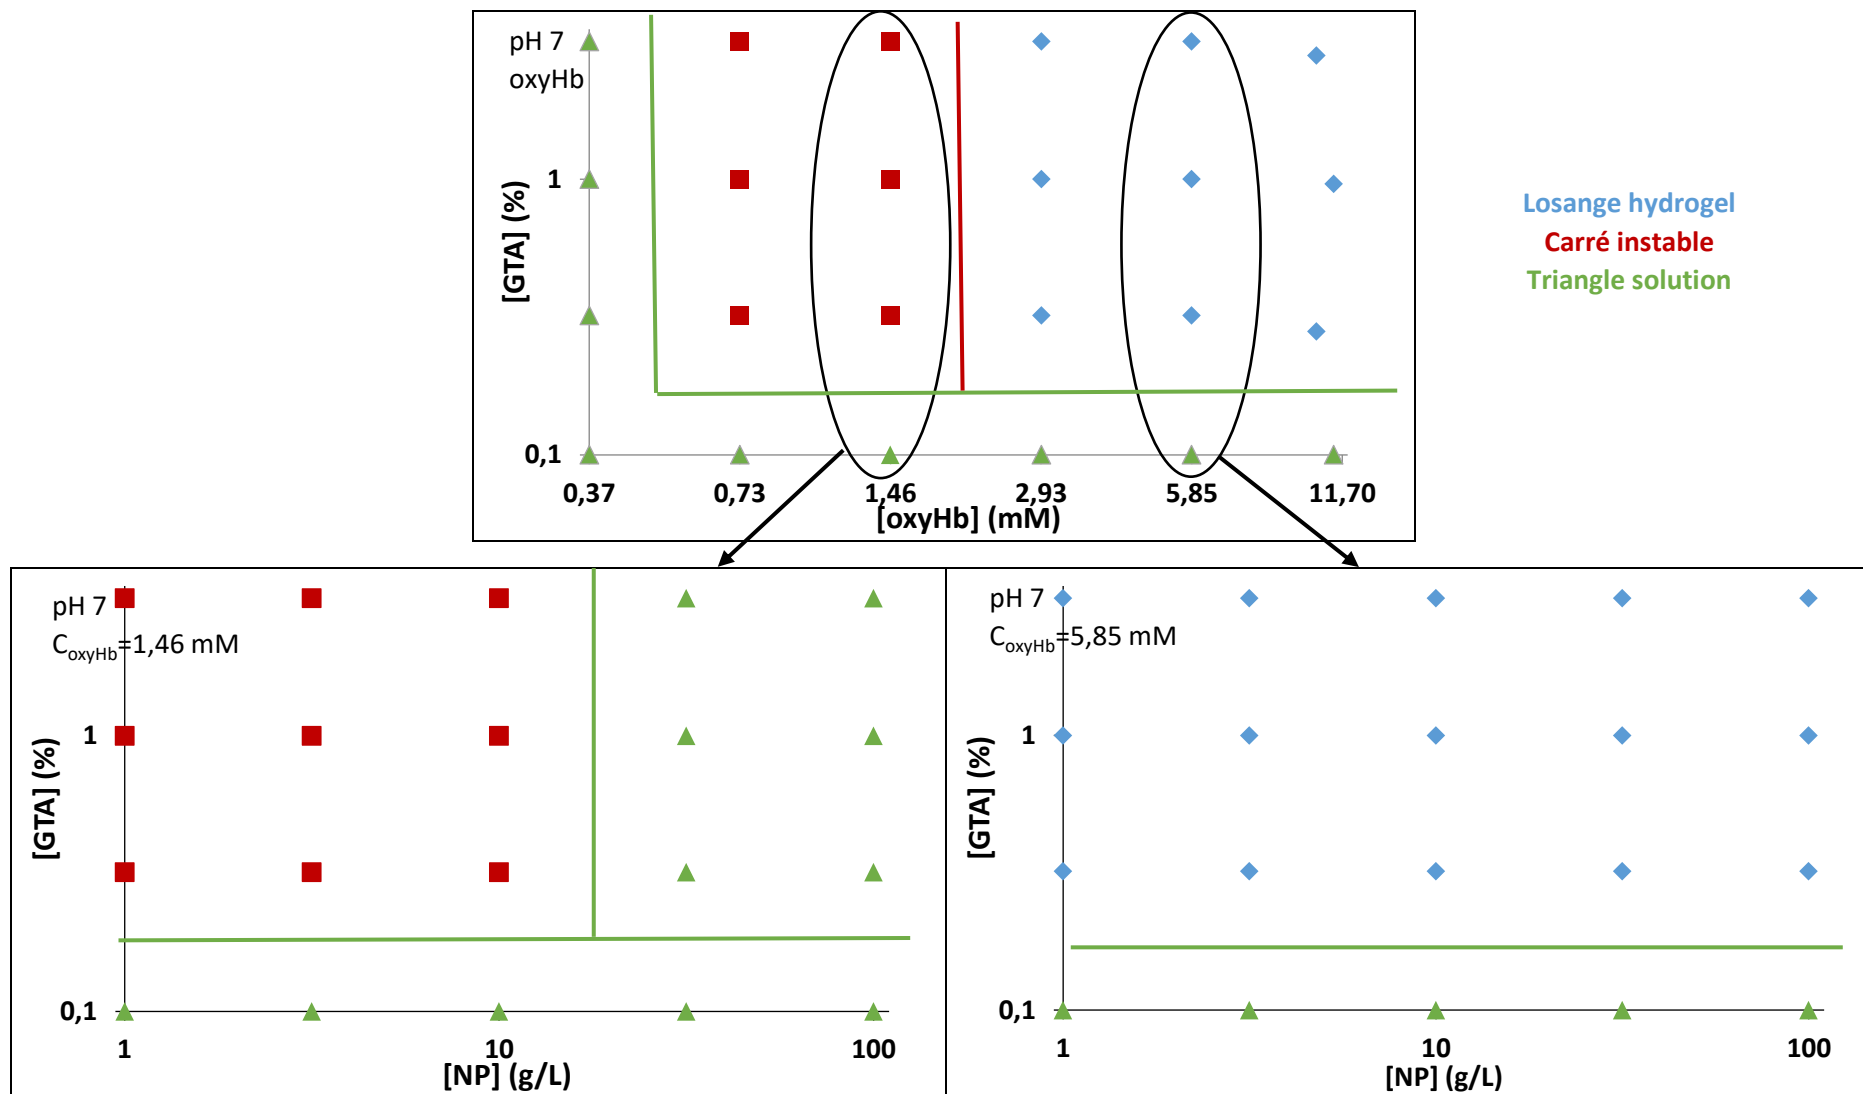 pH 7
oxyHb
[GTA] (%)
1
0,1
0,37
0,73
1,46
2,93
5,85
11,70
[oxyHb] (mM)
Losange hydrogel
Carré instable
Triangle solution
pH 7
CoxyHb=1,46 mM
[GTA] (%)
1
0,1
1
10
100
[NP] (g/L)
pH 7
CoxyHb=5,85 mM
[GTA] (%)
1
0,1
1
10
100
[NP] (g/L)